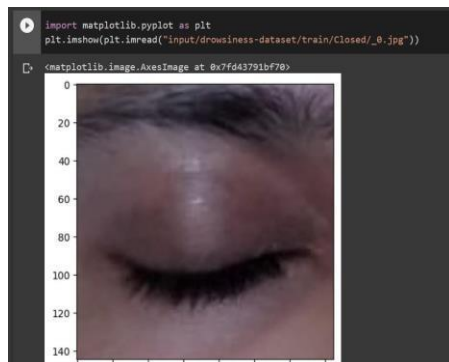 import matplotlib.pyplot as plt
plt.imshow(plt.imread("input/drowsiness-dataset/train/Closed/_0.jpg"))
<matplotlib.image.AxesImage at 0x7fd43791bf70>
0
20
40
60
80
100
120
140